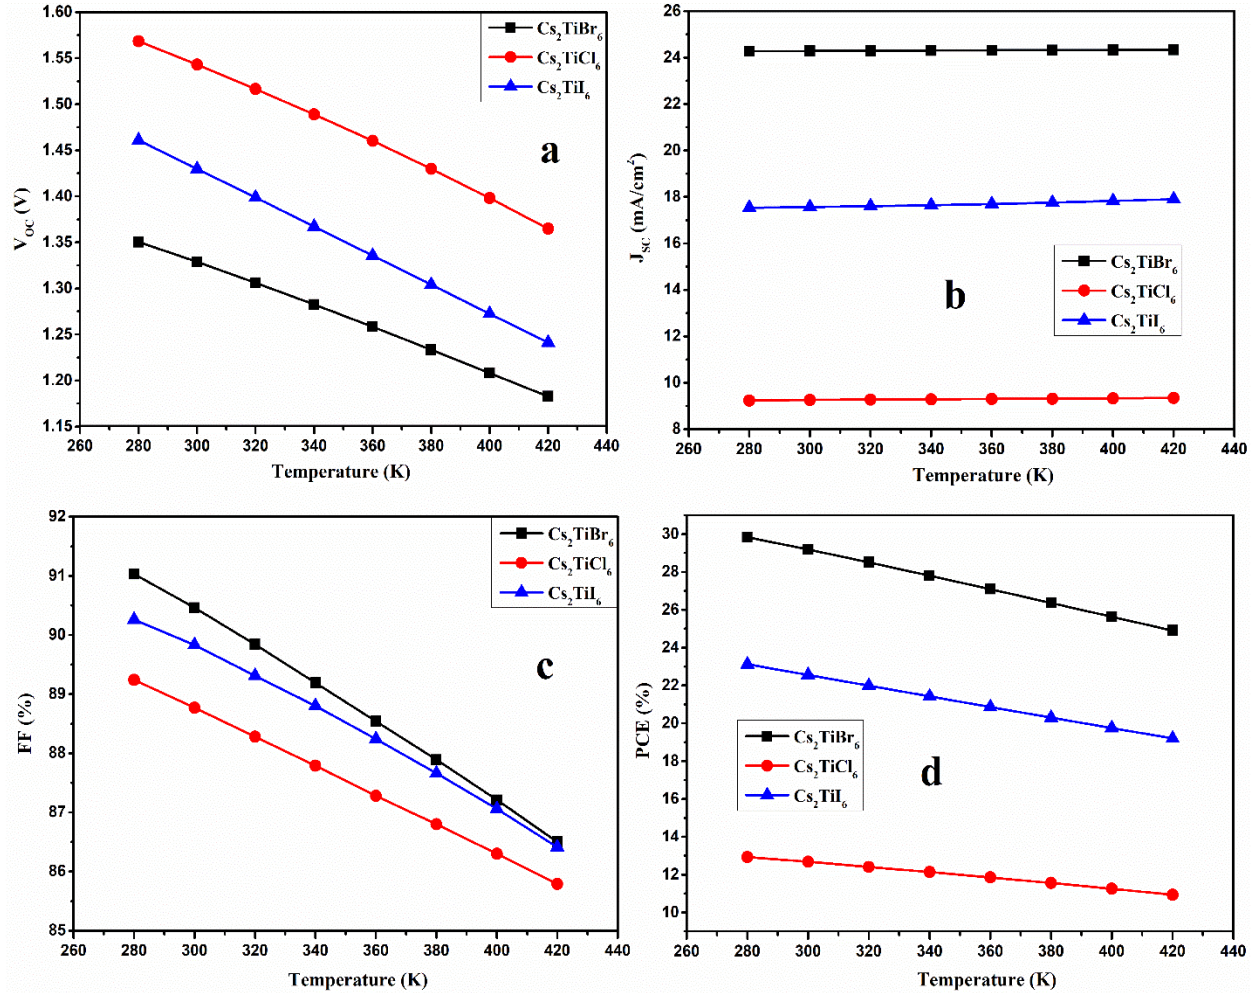 1.60
1.55
1.50
1.45
1.40
1.35
1.30
1.25
1.20
1.15
V_OC (V)
Cs₂TiBr₆
Cs₂TiCl₆
Cs₂TiI₆
a
260 280 300 320 340 360 380 400 420 440
Temperature (K)
26
24
22
20
18
16
14
12
10
8
J_SC (mA/cm²)
Cs₂TiBr₆
Cs₂TiCl₆
Cs₂TiI₆
b
260 280 300 320 340 360 380 400 420 440
Temperature (K)
92
91
90
89
88
87
86
85
FF (%)
Cs₂TiBr₆
Cs₂TiCl₆
Cs₂TiI₆
c
260 280 300 320 340 360 380 400 420 440
Temperature (K)
30
28
26
24
22
20
18
16
14
12
10
PCE (%)
Cs₂TiBr₆
Cs₂TiCl₆
Cs₂TiI₆
d
260 280 300 320 340 360 380 400 420 440
Temperature (K)